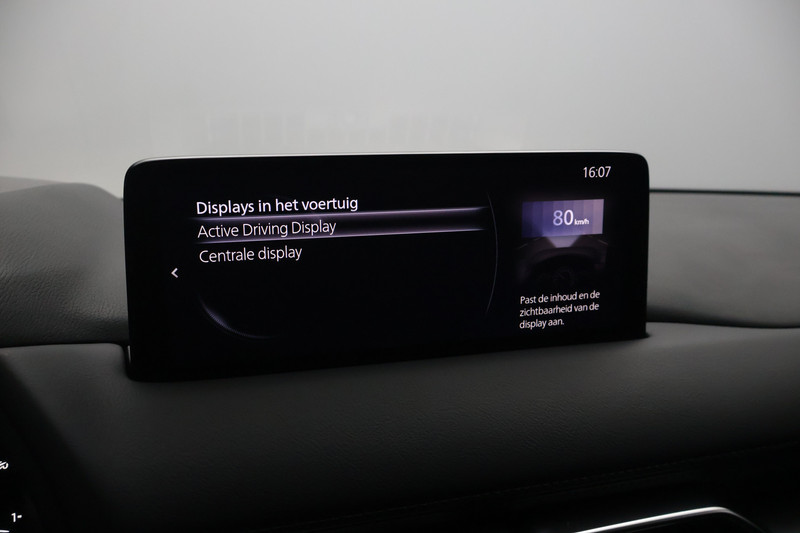 16:07
Displays in het voertuig
Active Driving Display
Centrale display
80 km/h
Past de inhoud en de
zichtbaarheid van de
display aan.
1-